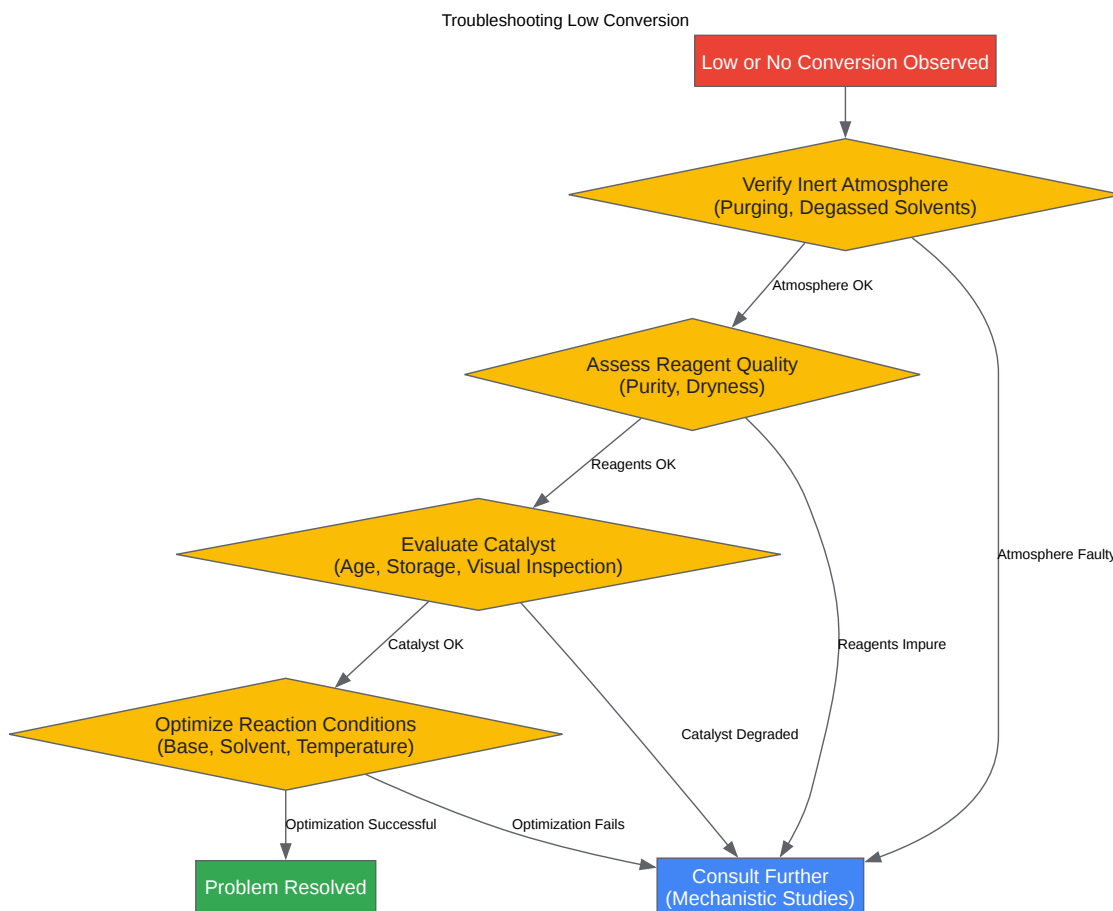 Troubleshooting Low Conversion
Low or No Conversion Observed
Verify Inert Atmosphere
(Purging, Degassed Solvents)
Atmosphere OK
Assess Reagent Quality
(Purity, Dryness)
Reagents OK
Evaluate Catalyst
(Age, Storage, Visual Inspection)
Atmosphere Faulty
Catalyst OK
Reagents Impure
Optimize Reaction Conditions
(Base, Solvent, Temperature)
Catalyst Degraded
Optimization Successful
Optimization Fails
Problem Resolved
Consult Further
(Mechanistic Studies)